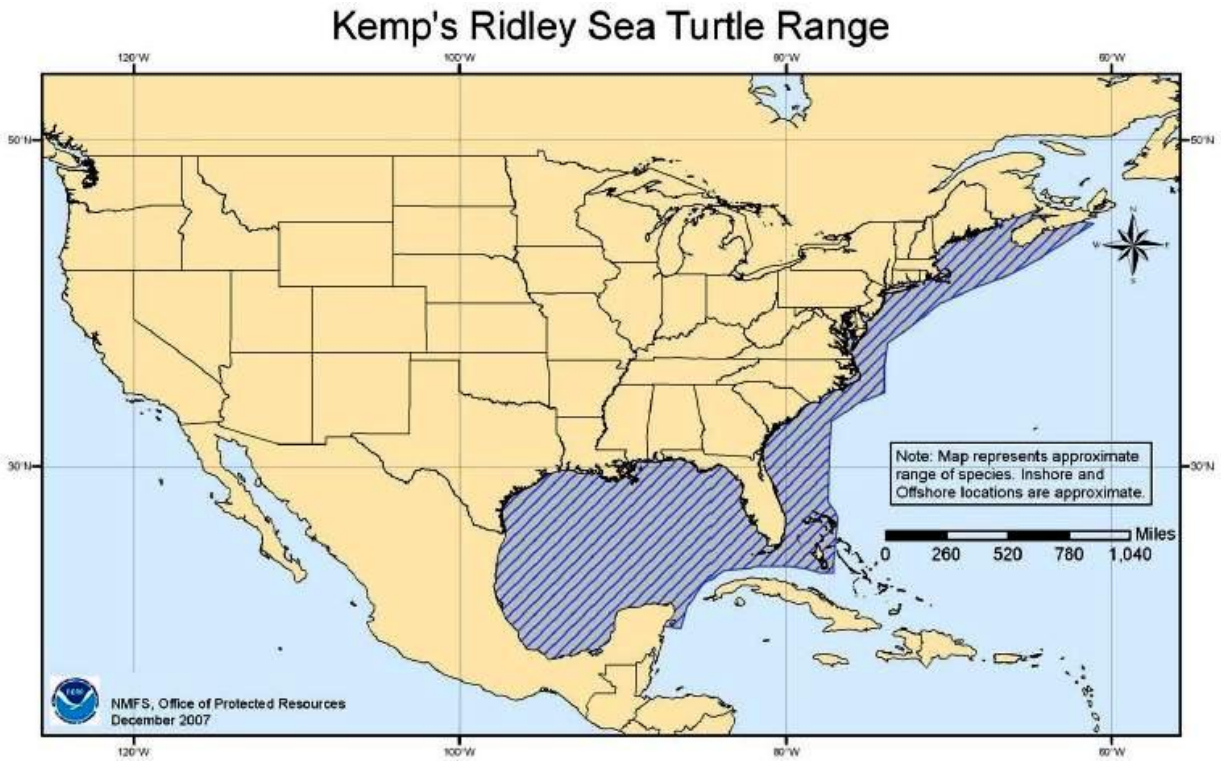 Kemp's Ridley Sea Turtle Range
120°W 100°W 80°W 60°W
50°N 50°N
N
W E
S
30°N 30°N
Note: Map represents approximate
range of species. Inshore and
Offshore locations are approximate.
Miles
0 260 520 780 1,040
NMFS, Office of Protected Resources
December 2007
120°W 100°W 80°W 60°W